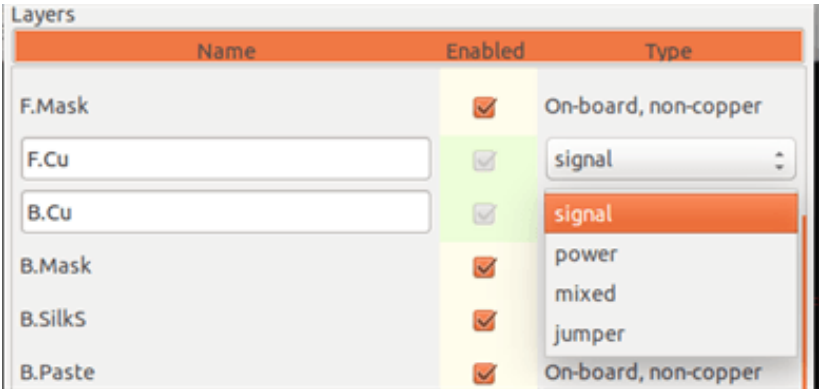 Layers
Name Enabled Type
F.Mask On-board, non-copper
F.Cu signal
B.Cu signal
power
B.Mask mixed
B.SilkS jumper
B.Paste On-board, non-copper